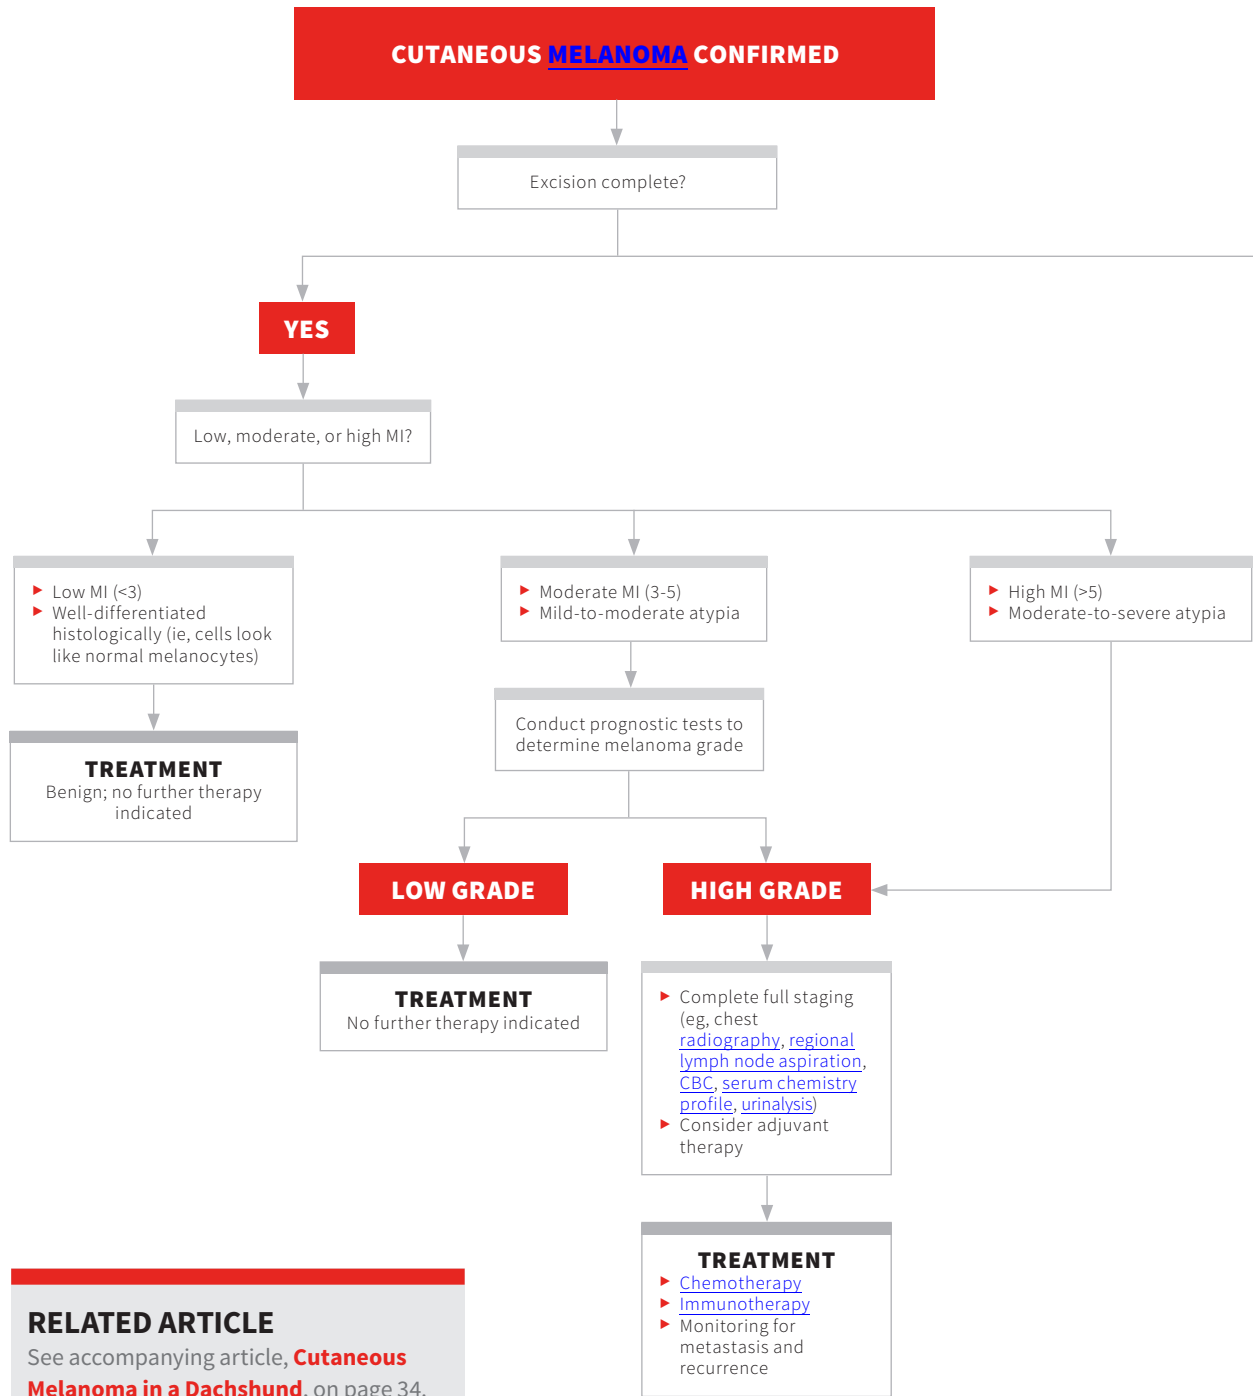 CUTANEOUS MELANOMA CONFIRMED
Excision complete?
YES
Low, moderate, or high MI?
► Low MI (<3)
► Well-differentiated
histologically (ie, cells look
like normal melanocytes)
► Moderate MI (3-5)
► Mild-to-moderate atypia
► High MI (>5)
► Moderate-to-severe atypia
Conduct prognostic tests to
determine melanoma grade
TREATMENT
Benign; no further therapy
indicated
LOW GRADE
HIGH GRADE
TREATMENT
No further therapy indicated
► Complete full staging
(eg, chest
radiography, regional
lymph node aspiration,
CBC, serum chemistry
profile, urinalysis)
► Consider adjuvant
therapy
TREATMENT
► Chemotherapy
► Immunotherapy
► Monitoring for
metastasis and
recurrence
RELATED ARTICLE
See accompanying article, Cutaneous
Melanoma in a Dachshund, on page 34.